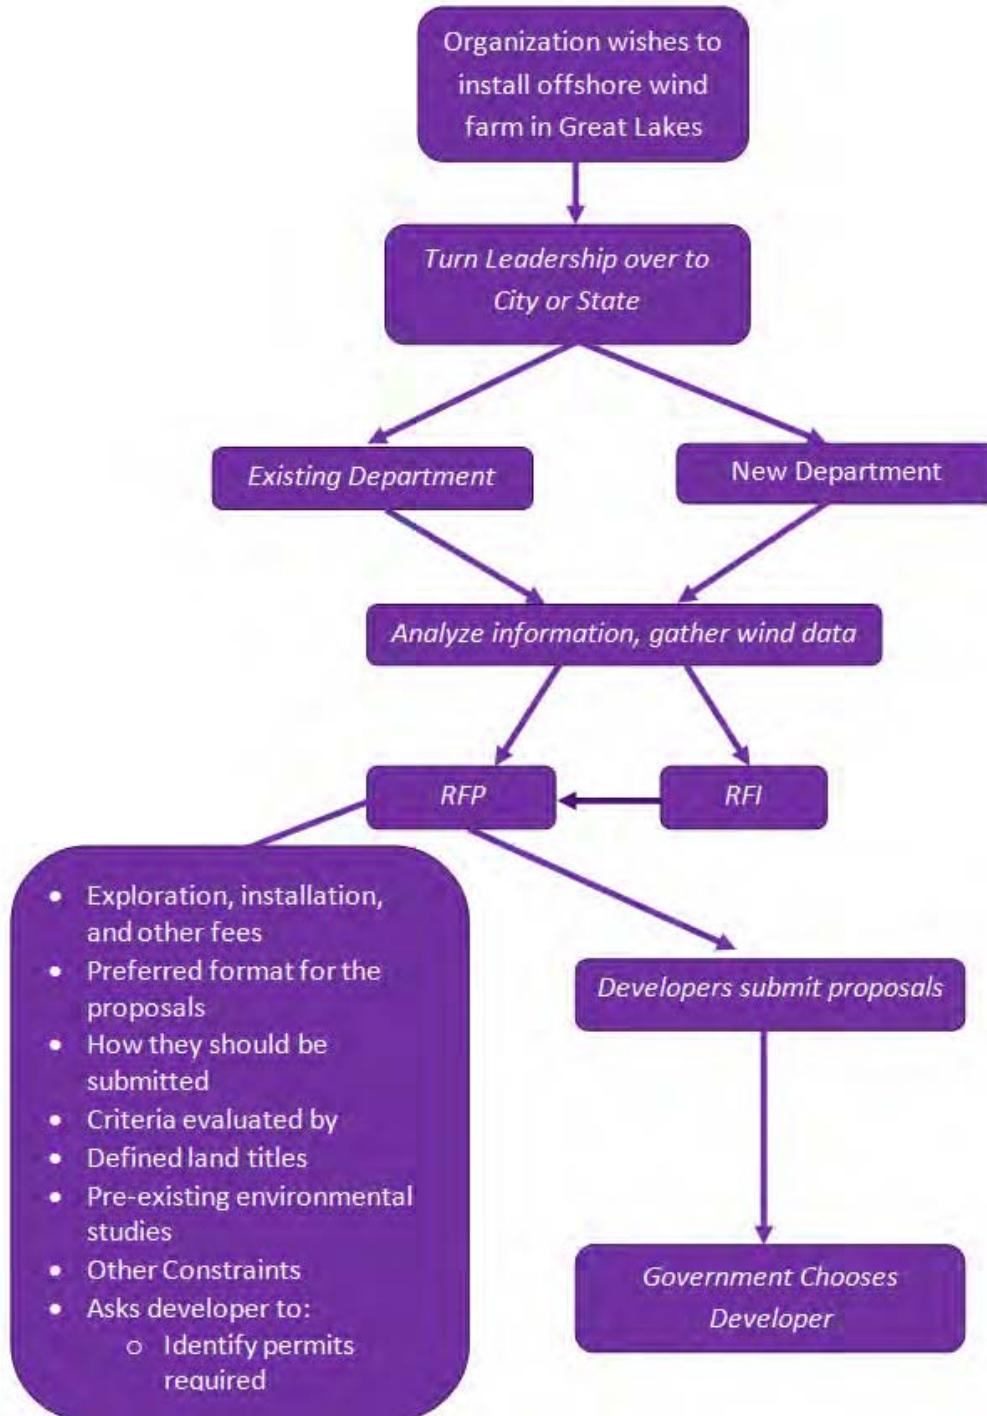 Organization wishes to
install offshore wind
farm in Great Lakes
Turn Leadership over to
City or State
Existing Department
New Department
Analyze information, gather wind data
RFP
RFI
• Exploration, installation,
and other fees
• Preferred format for the
proposals
• How they should be
submitted
• Criteria evaluated by
• Defined land titles
• Pre-existing environmental
studies
• Other Constraints
• Asks developer to:
o Identify permits
required
Developers submit proposals
Government Chooses
Developer